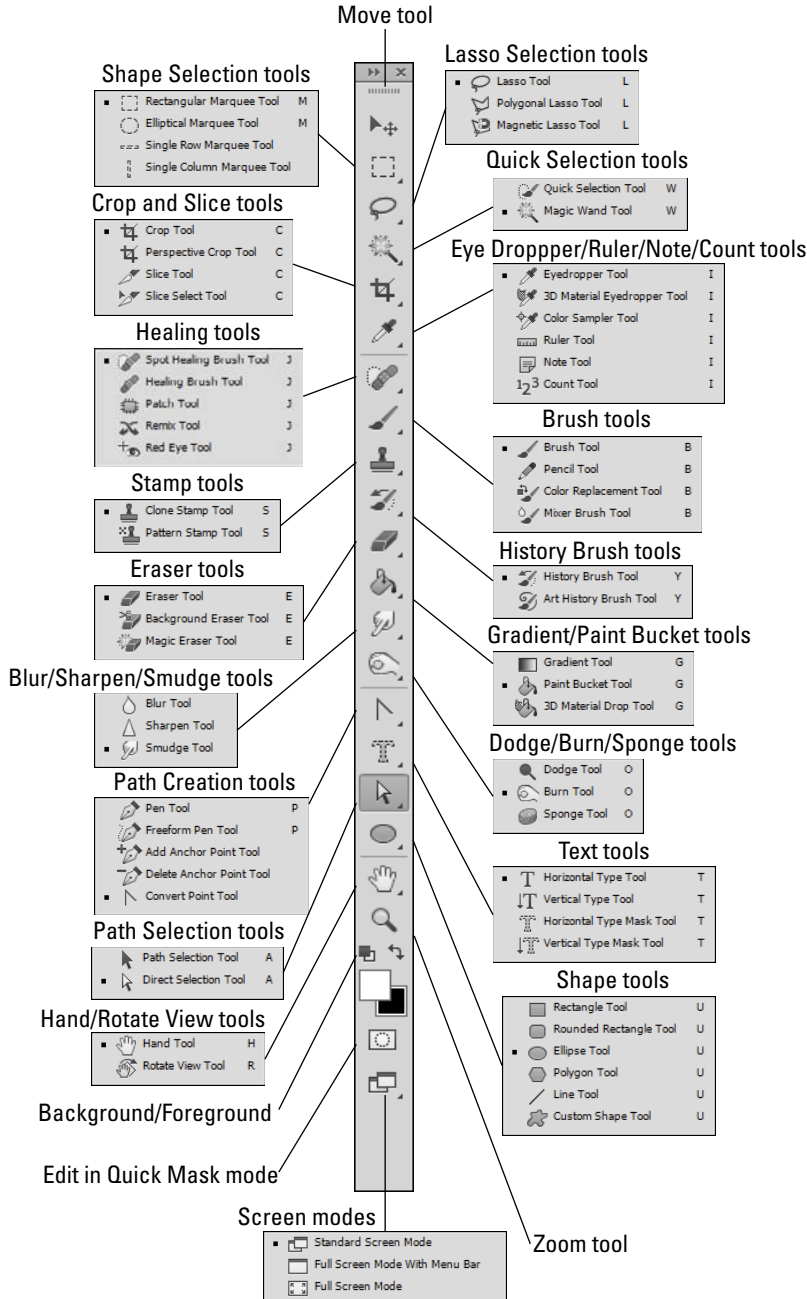 Move tool
Shape Selection tools
Rectangular Marquee Tool M
Elliptical Marquee Tool M
Single Row Marquee Tool
Single Column Marquee Tool
Lasso Selection tools
Lasso Tool L
Polygonal Lasso Tool L
Magnetic Lasso Tool L
Quick Selection tools
Quick Selection Tool W
Magic Wand Tool W
Crop and Slice tools
Crop Tool C
Perspective Crop Tool C
Slice Tool C
Slice Select Tool C
Eye Droppper/Ruler/Note/Count tools
Eyedropper Tool I
3D Material Eyedropper Tool I
Color Sampler Tool I
Ruler Tool I
Note Tool I
Count Tool I
Healing tools
Spot Healing Brush Tool J
Healing Brush Tool J
Patch Tool J
Remix Tool J
Red Eye Tool J
Brush tools
Brush Tool B
Pencil Tool B
Color Replacement Tool B
Mixer Brush Tool B
Stamp tools
Clone Stamp Tool S
Pattern Stamp Tool S
History Brush tools
History Brush Tool Y
Art History Brush Tool Y
Eraser tools
Eraser Tool E
Background Eraser Tool E
Magic Eraser Tool E
Gradient/Paint Bucket tools
Gradient Tool G
Paint Bucket Tool G
3D Material Drop Tool G
Blur/Sharpen/Smudge tools
Blur Tool
Sharpen Tool
Smudge Tool
Dodge/Burn/Sponge tools
Dodge Tool O
Burn Tool O
Sponge Tool O
Path Creation tools
Pen Tool P
Freeform Pen Tool P
Add Anchor Point Tool
Delete Anchor Point Tool
Convert Point Tool
Text tools
Horizontal Type Tool T
Vertical Type Tool T
Horizontal Type Mask Tool T
Vertical Type Mask Tool T
Path Selection tools
Path Selection Tool A
Direct Selection Tool A
Shape tools
Rectangle Tool U
Rounded Rectangle Tool U
Ellipse Tool U
Polygon Tool U
Line Tool U
Custom Shape Tool U
Hand/Rotate View tools
Hand Tool H
Rotate View Tool R
Background/Foreground
Edit in Quick Mask mode
Screen modes
Standard Screen Mode
Full Screen Mode With Menu Bar
Full Screen Mode
Zoom tool